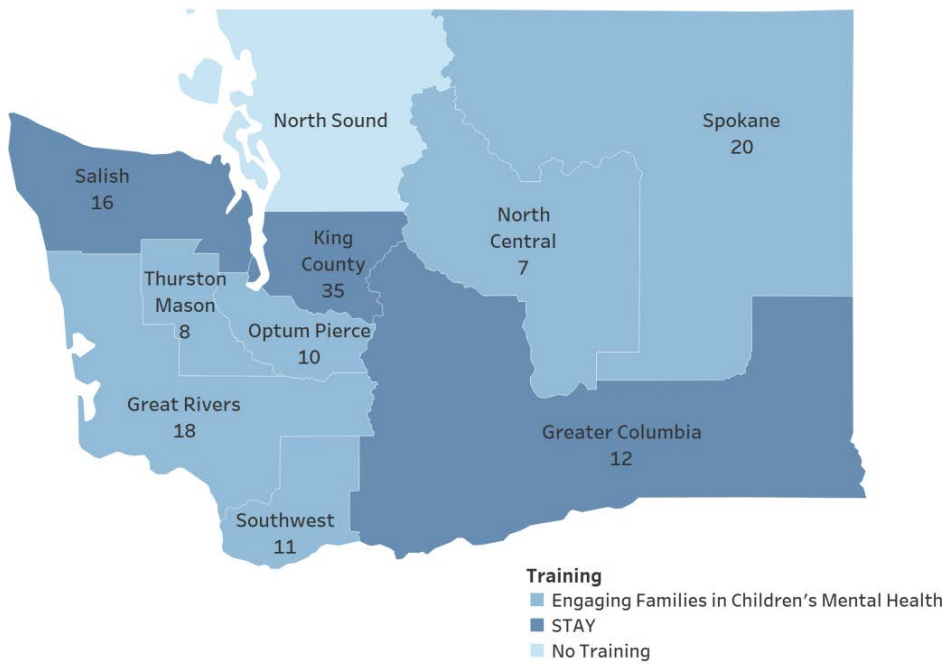 North Sound
Spokane
20
Salish
16
North
Central
7
King
County
35
Thurston
Mason
8
Optum Pierce
10
Great Rivers
18
Greater Columbia
12
Southwest
11
Training
Engaging Families in Children's Mental Health
STAY
No Training